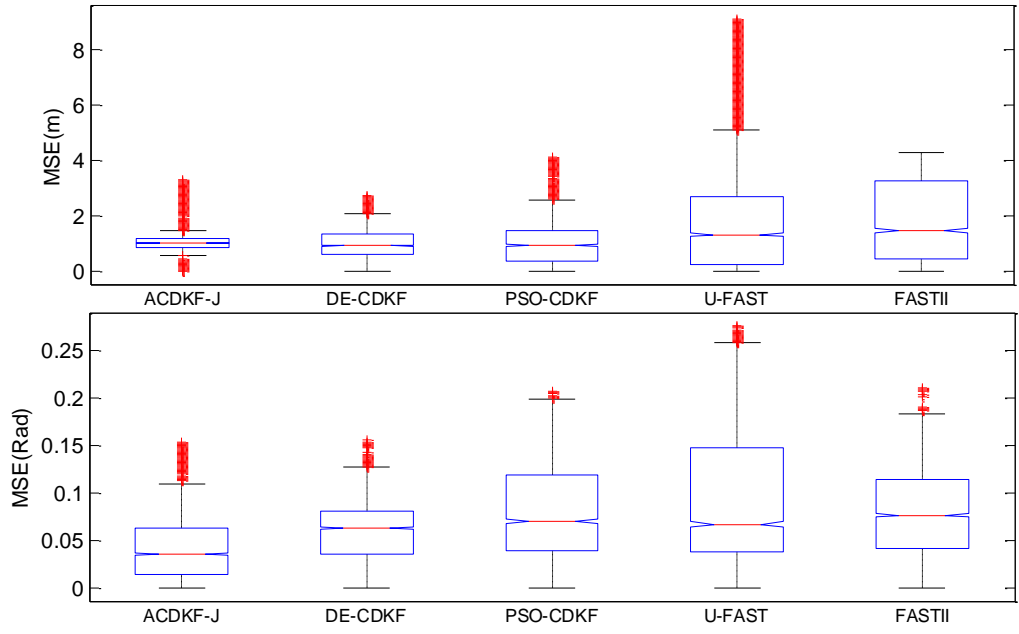 MSE(m)
8
6
4
2
0
ACDKF-J DE-CDKF PSO-CDKF U-FAST FASTII
MSE(Rad)
0.25
0.2
0.15
0.1
0.05
0
ACDKF-J DE-CDKF PSO-CDKF U-FAST FASTII